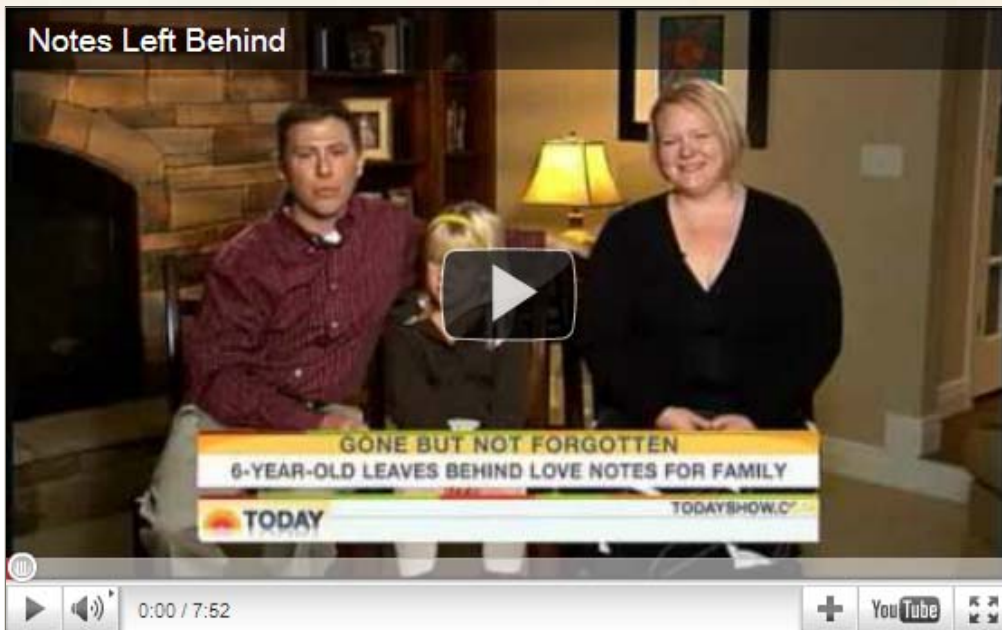 Notes Left Behind
GONE BUT NOT FORGOTTEN
6-YEAR-OLD LEAVES BEHIND LOVE NOTES FOR FAMILY
TODAY
TODAYSHOW.C
0:00 / 7:52
YouTube